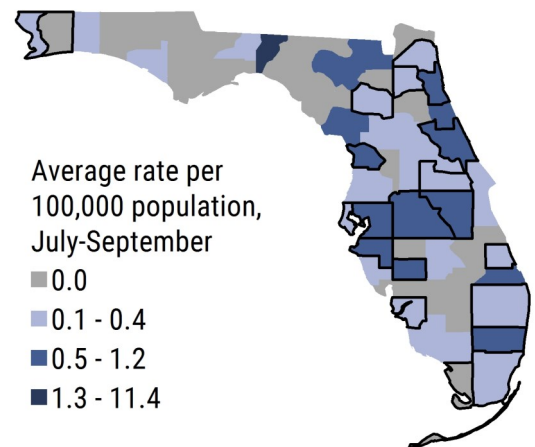 Average rate per
100,000 population,
July-September
0.0
0.1 - 0.4
0.5 - 1.2
1.3 - 11.4